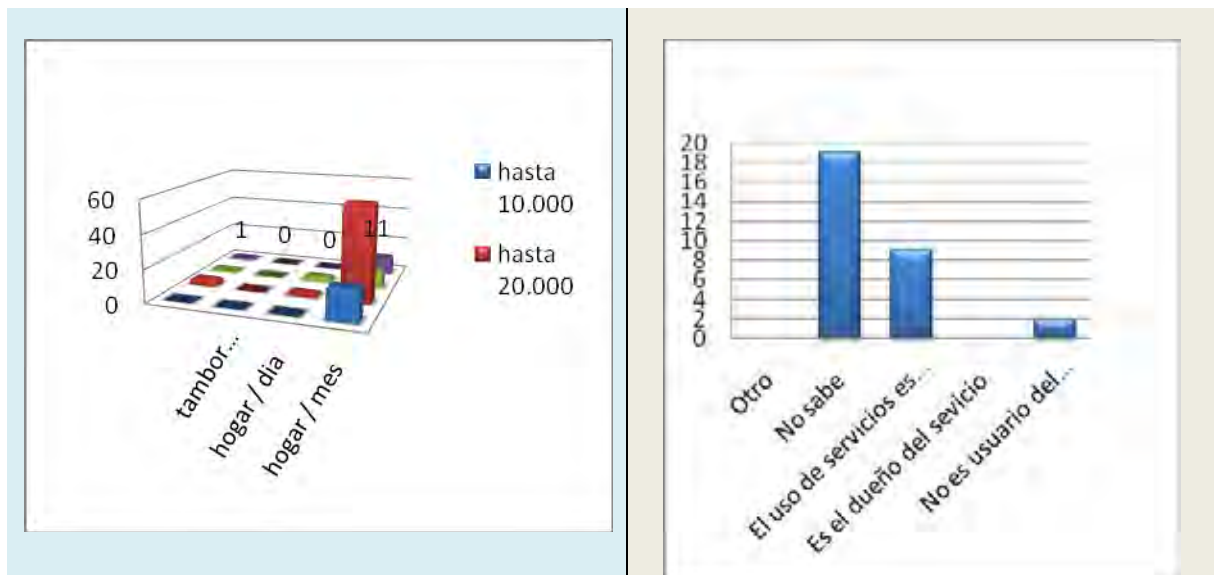 60
40
20
0
1 0 0 11
tambor...
hogar / dia
hogar / mes
hasta
10.000
hasta
20.000
20
18
16
14
12
10
8
6
4
2
0
Otro
No sabe
El uso de servicios es...
Es el dueño del sevicio
No es usuario del...